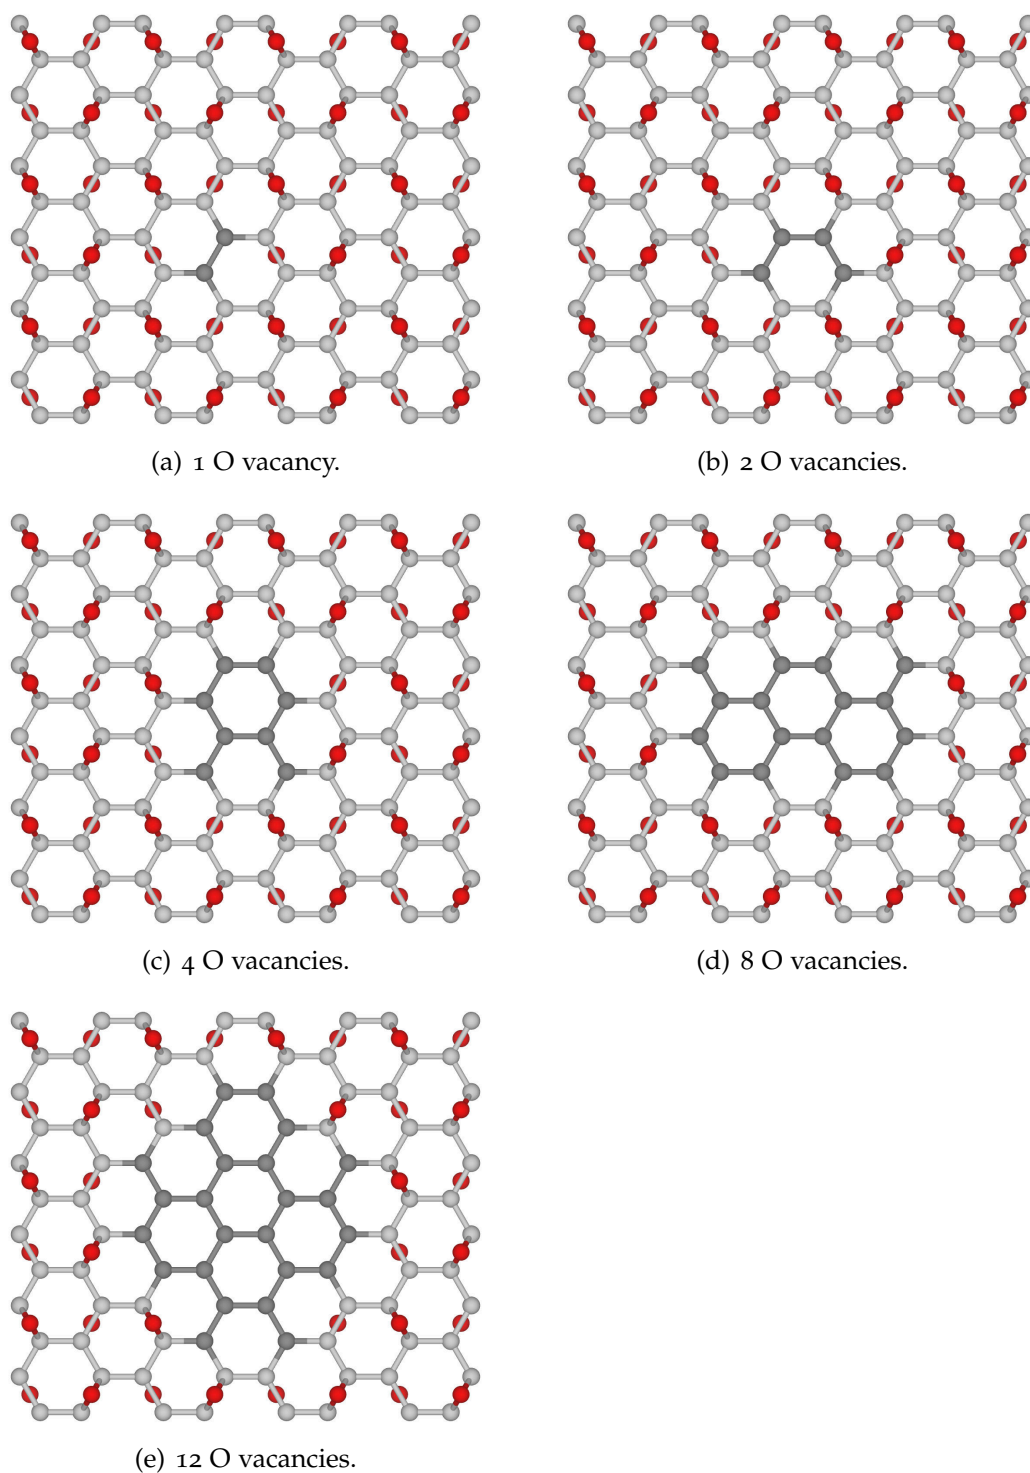 (a) 1 O vacancy.
(b) 2 O vacancies.
(c) 4 O vacancies.
(d) 8 O vacancies.
(e) 12 O vacancies.